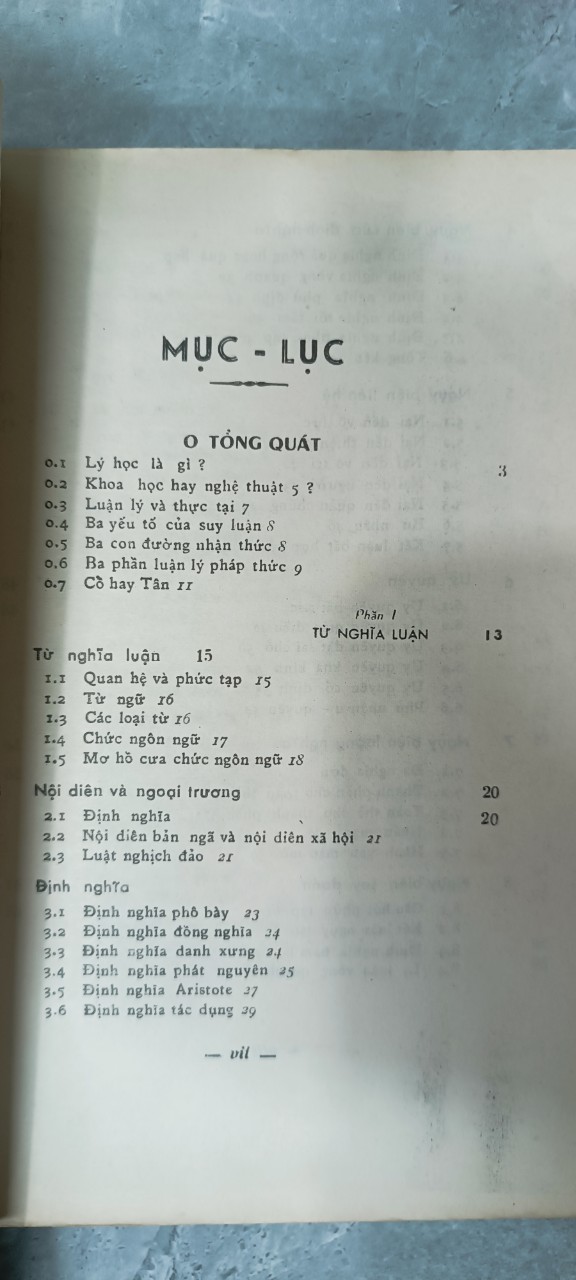 MỤC - LỤC
O TỔNG QUÁT
0.1 Lý học là gì ? 3
0.2 Khoa học hay nghệ thuật 5 ?
0.3 Luận lý và thực tại 7
0.4 Ba yếu tố của suy luận 8
0.5 Ba con đường nhận thức 8
0.6 Ba phần luận lý pháp thức 9
0.7 Cồ hay Tân 11
Phần I
TỪ NGHĨA LUẬN 13
Từ nghĩa luận 15
1.1 Quan hệ và phức tạp 15
1.2 Từ ngữ 16
1.3 Các loại từ 16
1.4 Chức ngôn ngữ 17
1.5 Mơ hồ cưa chức ngôn ngữ 18
Nội diên và ngoại trương 20
2.1 Định nghĩa 20
2.2 Nội diên bản ngã và nội diên xã hội 21
2.3 Luật nghịch đảo 21
Định nghĩa
3.1 Định nghĩa phô bày 23
3.2 Định nghĩa đồng nghĩa 24
3.3 Định nghĩa danh xưng 24
3.4 Định nghĩa phát nguyên 25
3.5 Định nghĩa Aristote 27
3.6 Định nghĩa tác dụng 29
— vii —